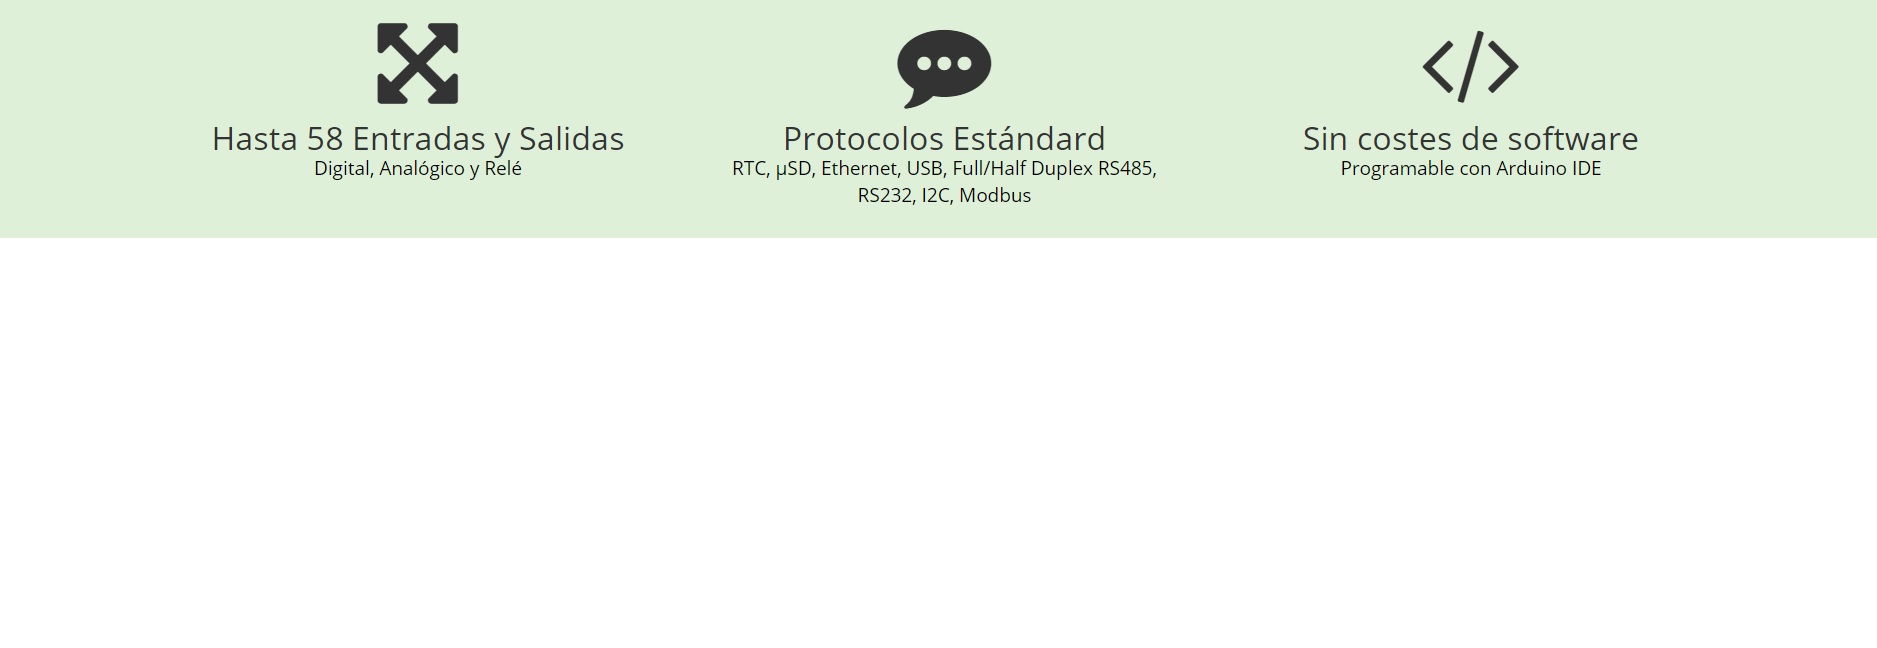 Hasta 58 Entradas y Salidas
Digital, Analógico y Relé
Protocolos Estándard
RTC, µSD, Ethernet, USB, Full/Half Duplex RS485,
RS232, I2C, Modbus
Sin costes de software
Programable con Arduino IDE